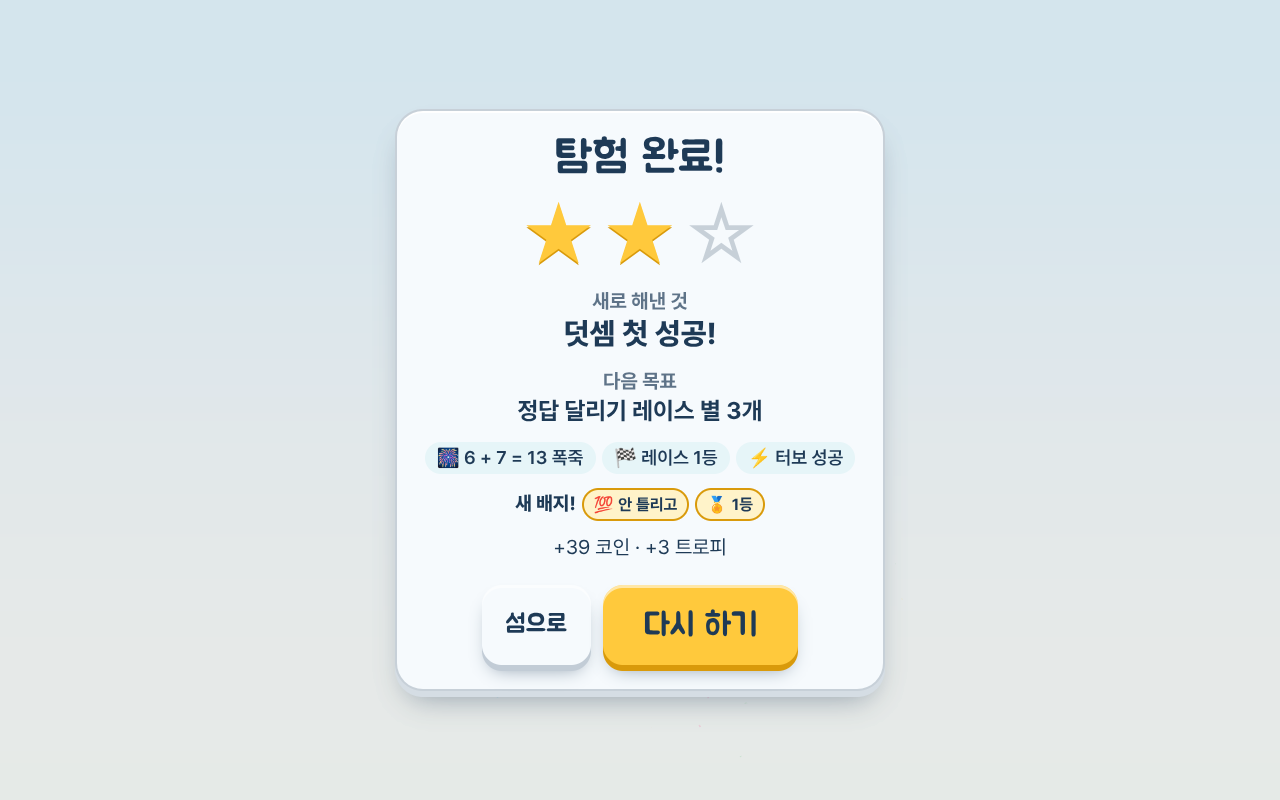 탐험 완료!
새로 해낸 것
덧셈 첫 성공!
다음 목표
정답 달리기 레이스 별 3개
🎆 6 + 7 = 13 폭죽 🏁 레이스 1등 ⚡ 터보 성공
새 배지! 💯 안 틀리고 🏅 1등
+39 코인 · +3 트로피
섬으로 다시 하기